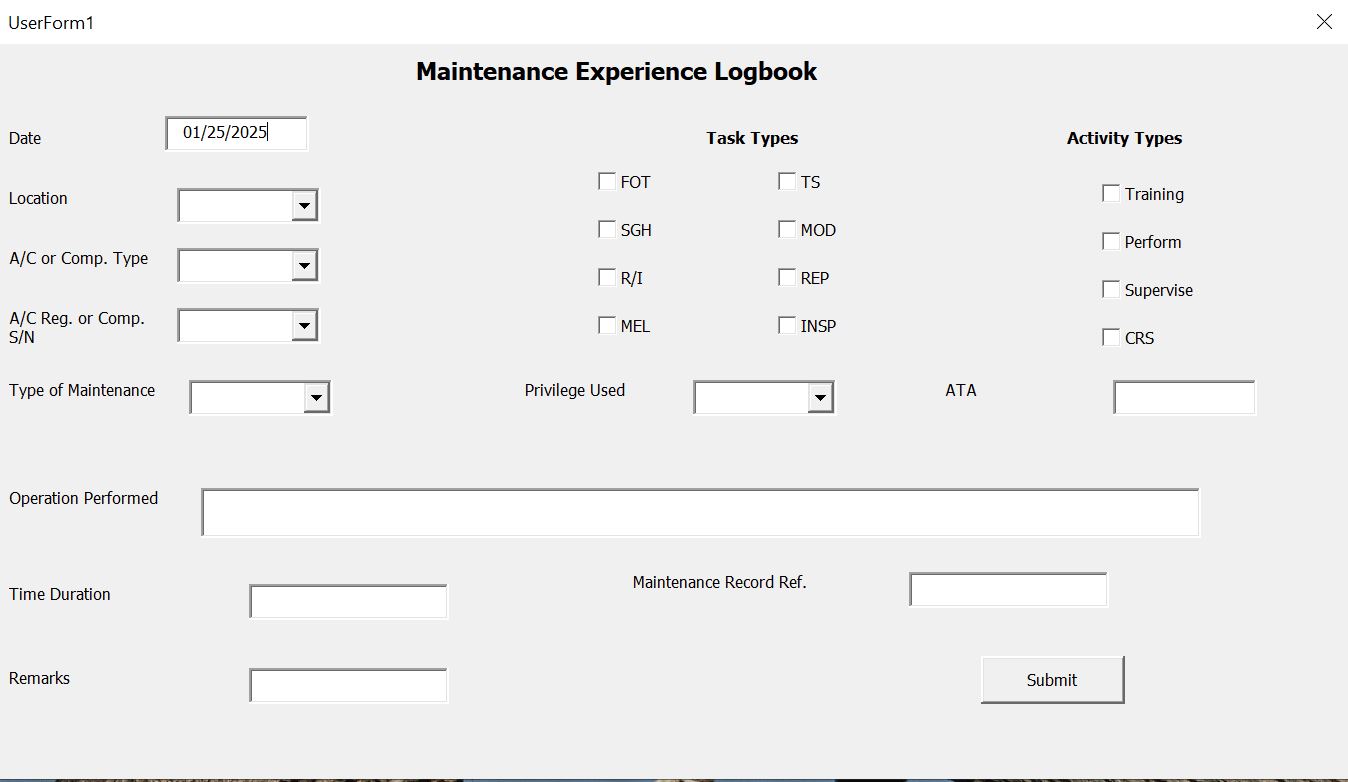 UserForm1
Maintenance Experience Logbook
Date
01/25/2025
Task Types
Activity Types
Location
FOT
TS
Training
SGH
MOD
Perform
A/C or Comp. Type
R/I
REP
Supervise
A/C Reg. or Comp.
S/N
MEL
INSP
CRS
Type of Maintenance
Privilege Used
ATA
Operation Performed
Time Duration
Maintenance Record Ref.
Remarks
Submit